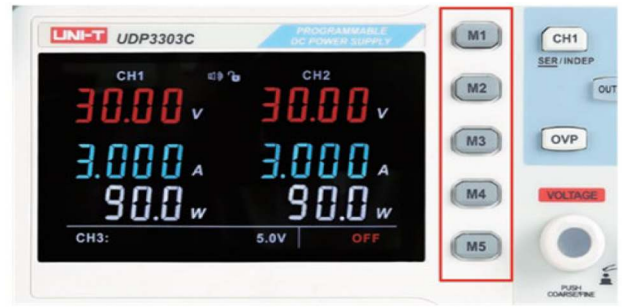 UNI-T UDP3303C
PROGRAMMABLE
DC POWER SUPPLY
CH1 CH2
30.00 V 30.00 V
3.000 A 3.000 A
90.0 W 90.0 W
CH3: 5.0V OFF
M1
M2
M3
M4
M5
CH1
SER/INDEP
OUT
OVP
VOLTAGE
PUSH
COARSE/FINE